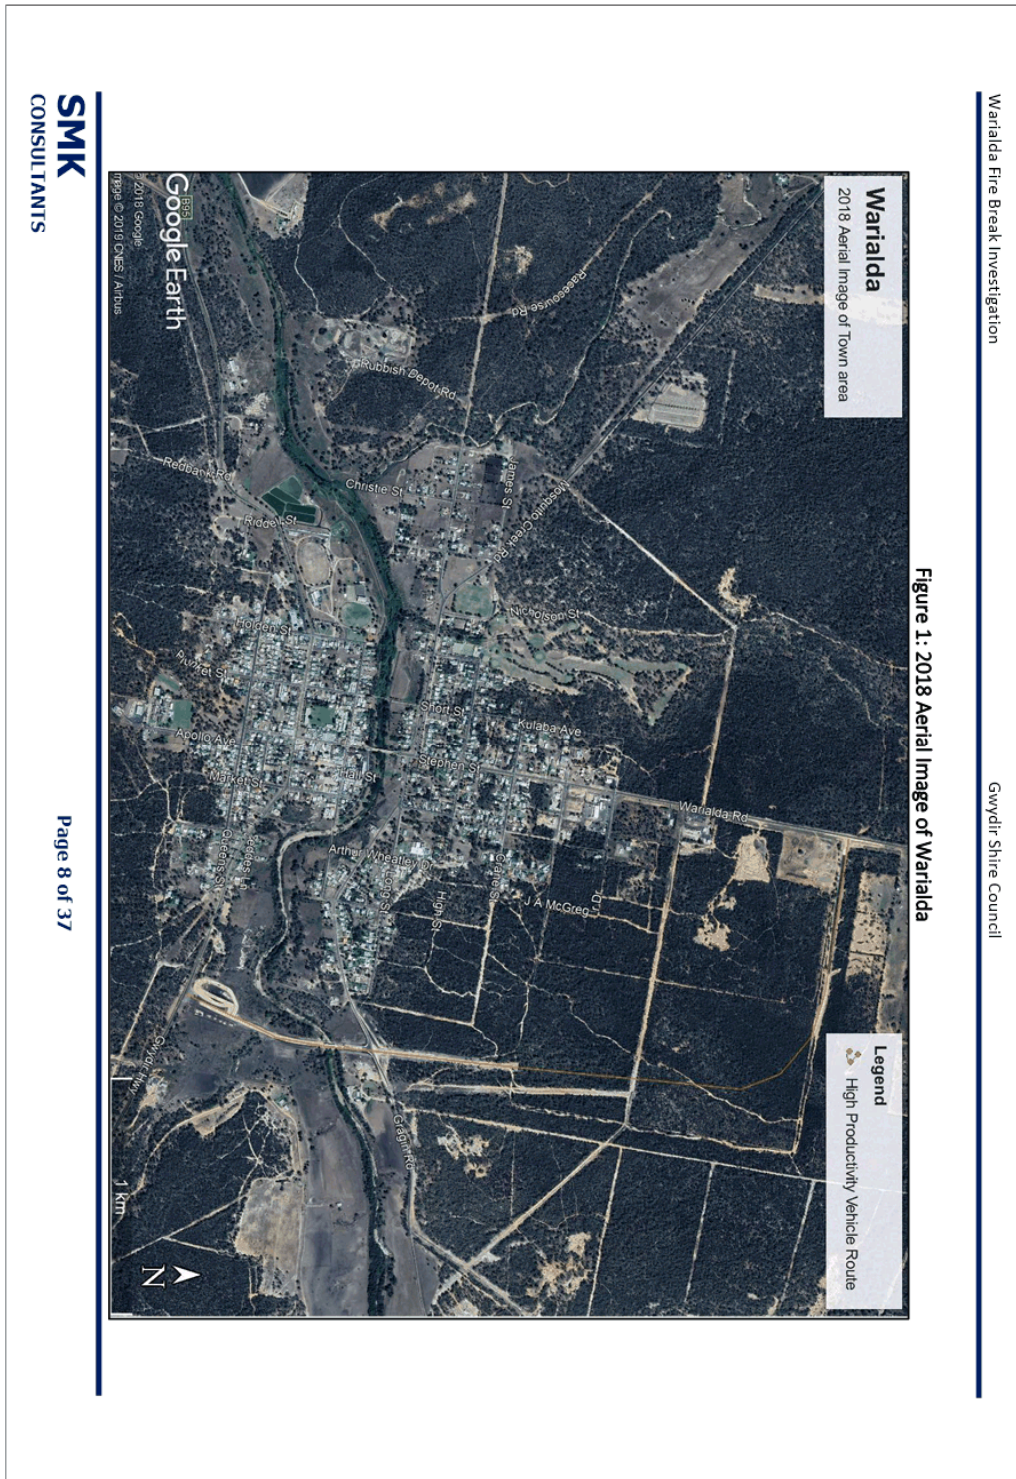 Warialda Fire Break Investigation
Gwydir Shire Council
Figure 1: 2018 Aerial Image of Warialda
Warialda
2018 Aerial Image of Town area
Legend
High Productivity Vehicle Route
Racecourse Rd
Rubbish Depot Rd
James St
Mosquito Creek Rd
Christie St
Redbank Rd
Riddell St
Nicholson St
Holden St
Plunket St
Short St
Kulaba Ave
Apollo Ave
Stephen St
Market St
Hall St
Warialda Rd
Arthur Wheatley Dr
Long St
High St
Crane St
J A McGreg
r Dr
Queens St
Gwydir Hwy
Gragin Rd
B95
Google Earth
2018 Google
Image © 2019 CNES / Airbus
1 km
N
SMK
CONSULTANTS
Page 8 of 37